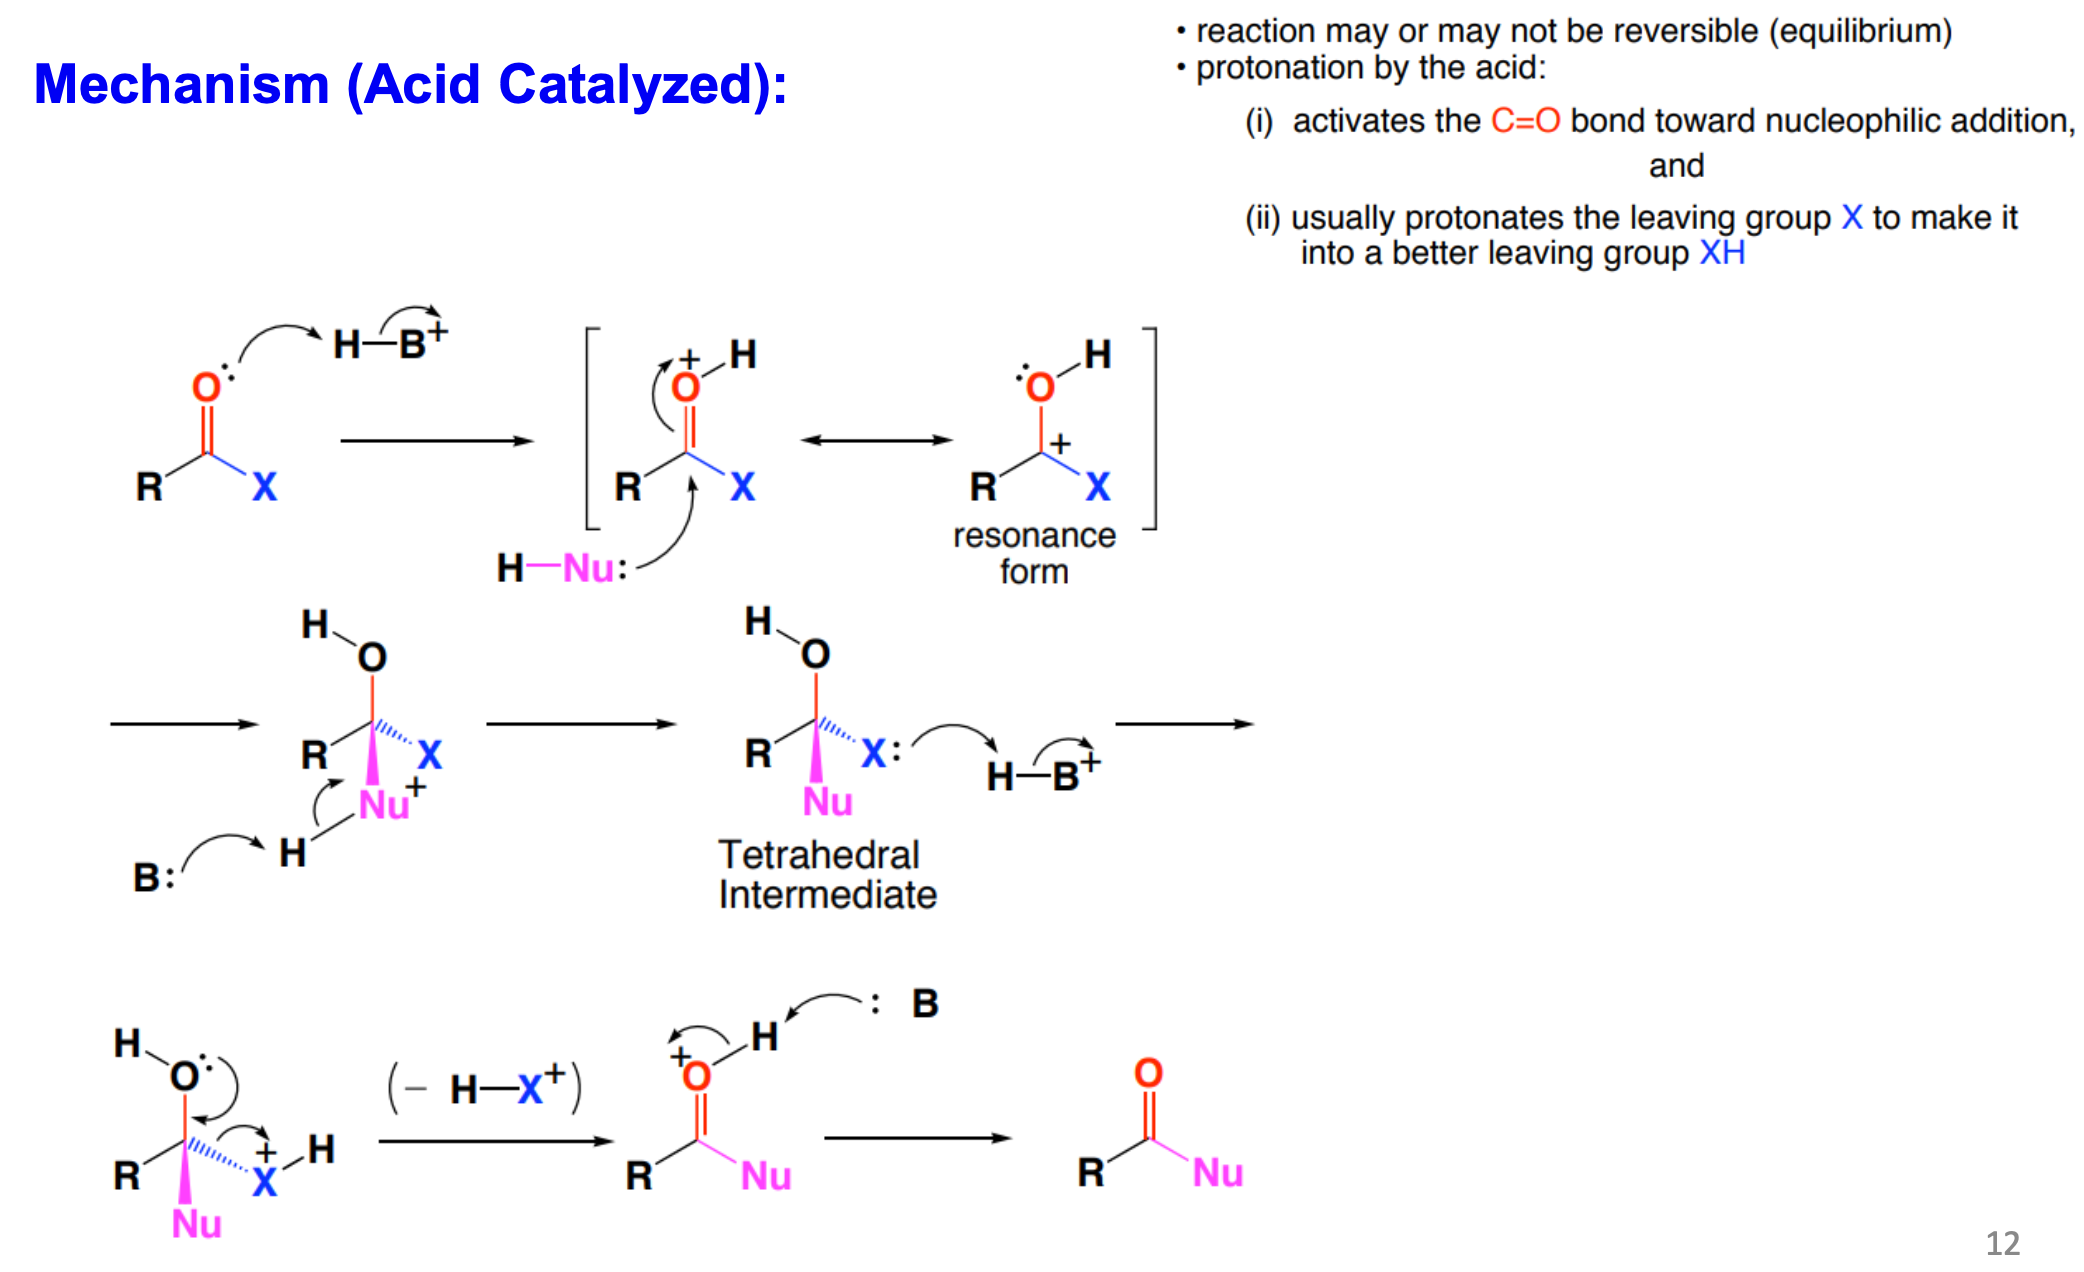 Mechanism (Acid Catalyzed):
• reaction may or may not be reversible (equilibrium)
• protonation by the acid:
(i) activates the C=O bond toward nucleophilic addition,
and
(ii) usually protonates the leaving group X to make it
into a better leaving group XH
H—B+
O:
R X
+ H
O
R X
:O H
+
R X
resonance
form
H—Nu:
H
O
R X
Nu+
H
B:
H
O
R X:
Nu
H—B+
Tetrahedral
Intermediate
H
O:
R + H
X
Nu
(– H—X+)
: B
H
+
O
R Nu
O
R Nu
12